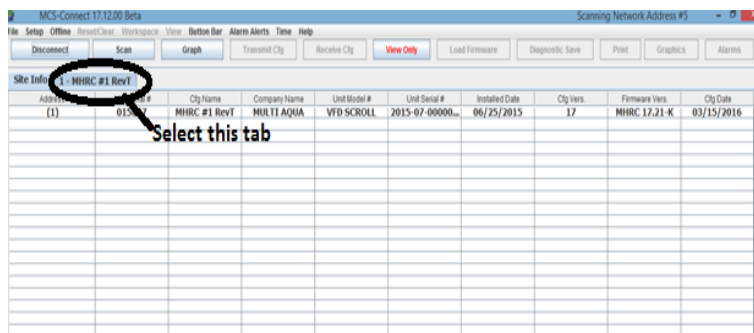 MCS-Connect 17.12.00 Beta Scanning Network Address #5
File Setup Offline Reset/Clear Workspace View Button Bar Alarm Alerts Time Help
Disconnect Scan Graph Transmit Cfg Receive Cfg View Only Load Firmware Diagnostic Save Print Graphics Alarms
Site Info 1 - MHRC #1 RevT
Address # Cfg Name Company Name Unit Model # Unit Serial # Installed Date Cfg Vers. Firmware Vers. Cfg Date
(1) MHRC #1 RevT MULTI AQUA VFD SCROLL 2015-07-00000... 06/25/2015 17 MHRC 17.21-K 03/15/2016
Select this tab